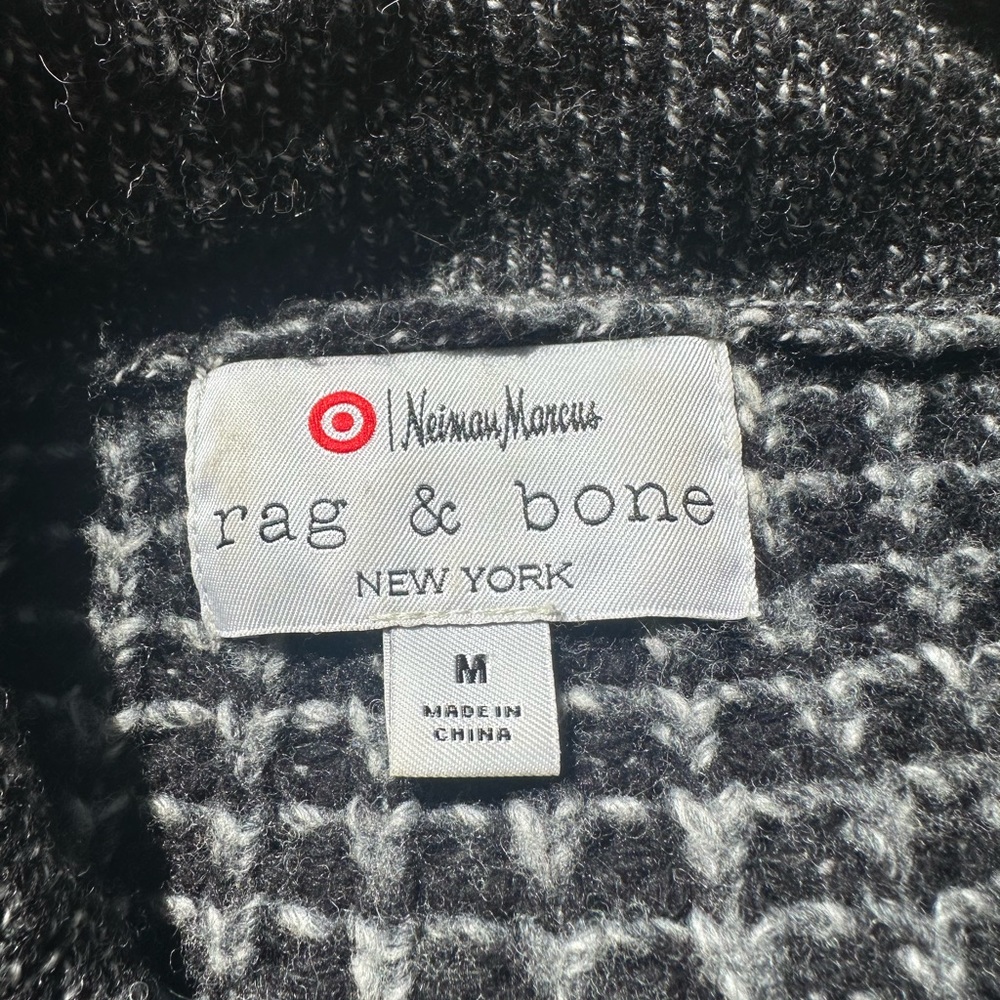 | Neiman Marcus
rag & bone
NEW YORK
M
MADE IN
CHINA